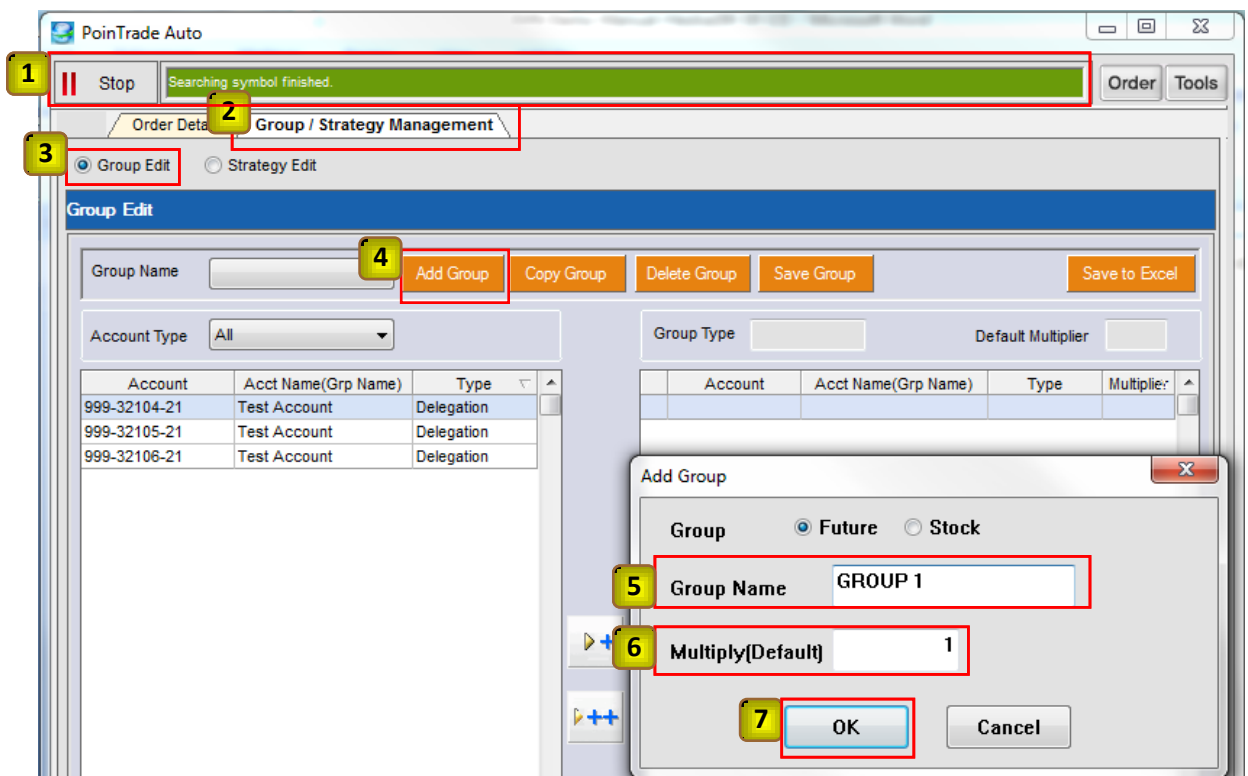 PoinTrade Auto
1
Stop
Searching symbol finished.
Order Tools
2
Order Deta Group / Strategy Management
3
Group Edit Strategy Edit
Group Edit
4
Group Name Add Group Copy Group Delete Group Save Group Save to Excel
Account Type All Group Type Default Multiplier
Account Acct Name(Grp Name) Type Account Acct Name(Grp Name) Type Multiplier
999-32104-21 Test Account Delegation
999-32105-21 Test Account Delegation
999-32106-21 Test Account Delegation
Add Group
Group Future Stock
5 Group Name GROUP 1
6 Multiply(Default) 1
7 OK Cancel